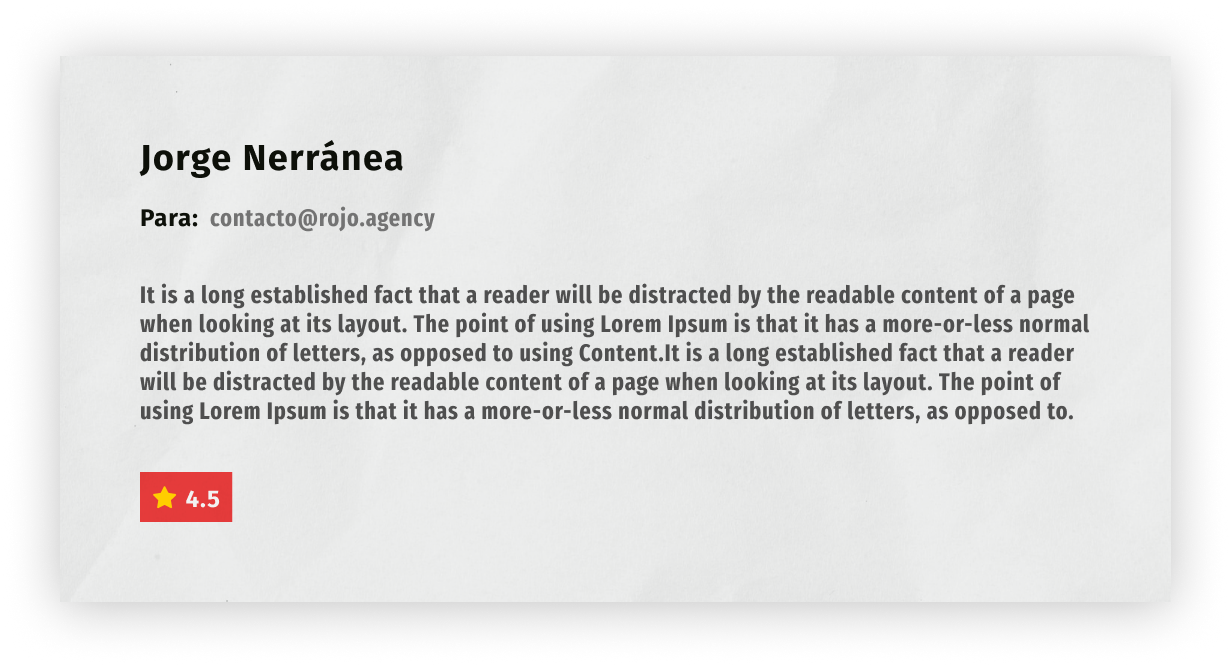 Jorge Nerránea
Para: contacto@rojo.agency
It is a long established fact that a reader will be distracted by the readable content of a page
when looking at its layout. The point of using Lorem Ipsum is that it has a more-or-less normal
distribution of letters, as opposed to using Content.It is a long established fact that a reader
will be distracted by the readable content of a page when looking at its layout. The point of
using Lorem Ipsum is that it has a more-or-less normal distribution of letters, as opposed to.
4.5